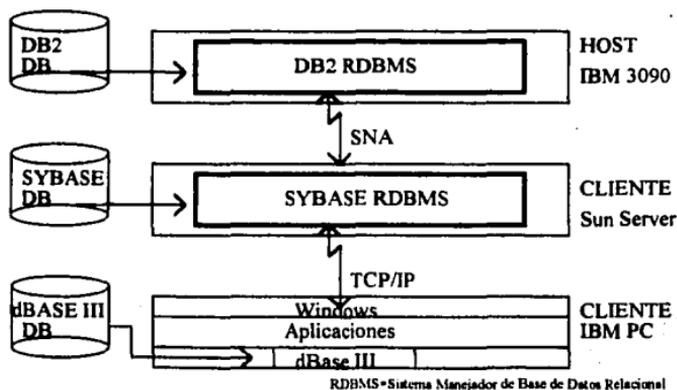 DB2
DB
DB2 RDBMS
HOST
IBM 3090
SNA
SYBASE
DB
SYBASE RDBMS
CLIENTE
Sun Server
TCP/IP
dBASE III
DB
Windows
Aplicaciones
dBase III
CLIENTE
IBM PC
RDBMS=Sistema Manejador de Base de Datos Relacional